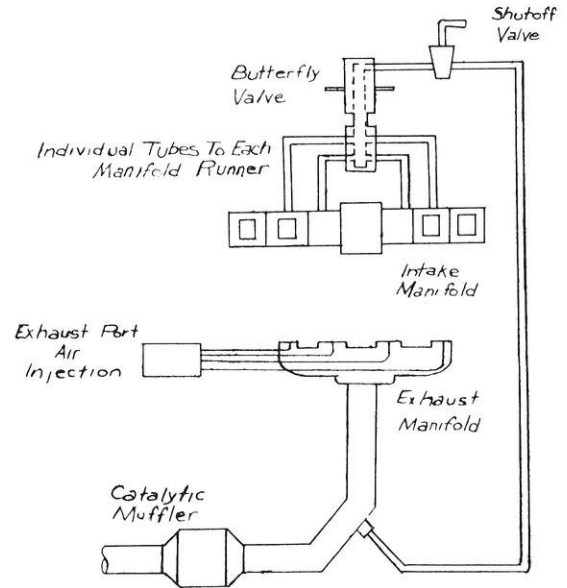 Shutoff
Valve
Butterfly
Valve
Individual Tubes To Each
Manifold Runner
Intake
Manifold
Exhaust Port
Air
Injection
Exhaust
Manifold
Catalytic
Muffler